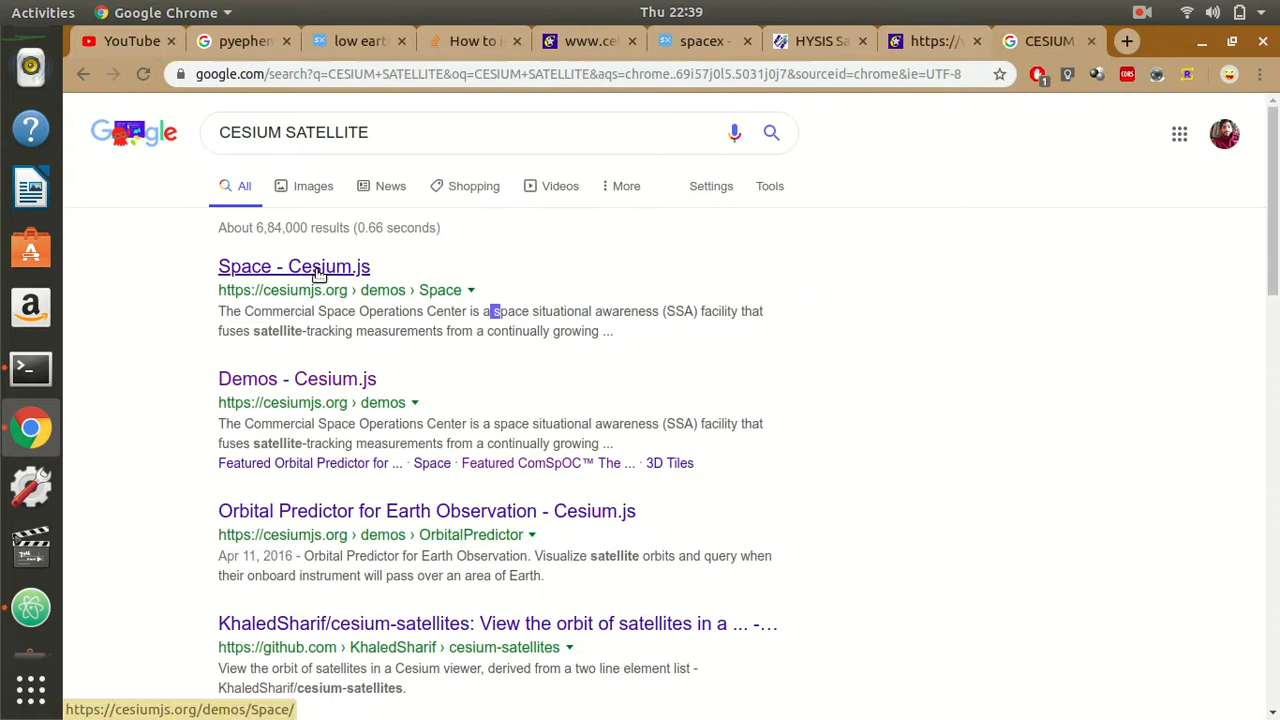 Activities
Google Chrome
Thu 22:39
YouTube
pyephem
low eart
How to i
www.cel
spacex -
HYSIS Sa
https://v
CESIUM
google.com/search?q=CESIUM+SATELLITE&oq=CESIUM+SATELLITE&aqs=chrome..69i57j0l5.5031j0j7&sourceid=chrome&ie=UTF-8
1
CORS
R
CESIUM SATELLITE
All
Images
News
Shopping
Videos
More
Settings
Tools
About 6,84,000 results (0.66 seconds)
Space - Cesium.js
https://cesiumjs.org › demos › Space
The Commercial Space Operations Center is a space situational awareness (SSA) facility that
fuses satellite-tracking measurements from a continually growing ...
Demos - Cesium.js
https://cesiumjs.org › demos
The Commercial Space Operations Center is a space situational awareness (SSA) facility that
fuses satellite-tracking measurements from a continually growing ...
Featured Orbital Predictor for ... · Space · Featured ComSpOC™ The ... · 3D Tiles
Orbital Predictor for Earth Observation - Cesium.js
https://cesiumjs.org › demos › OrbitalPredictor
Apr 11, 2016 - Orbital Predictor for Earth Observation. Visualize satellite orbits and query when
their onboard instrument will pass over an area of Earth.
KhaledSharif/cesium-satellites: View the orbit of satellites in a ... -…
https://github.com › KhaledSharif › cesium-satellites
View the orbit of satellites in a Cesium viewer, derived from a two line element list -
KhaledSharif/cesium-satellites.
https://cesiumjs.org/demos/Space/